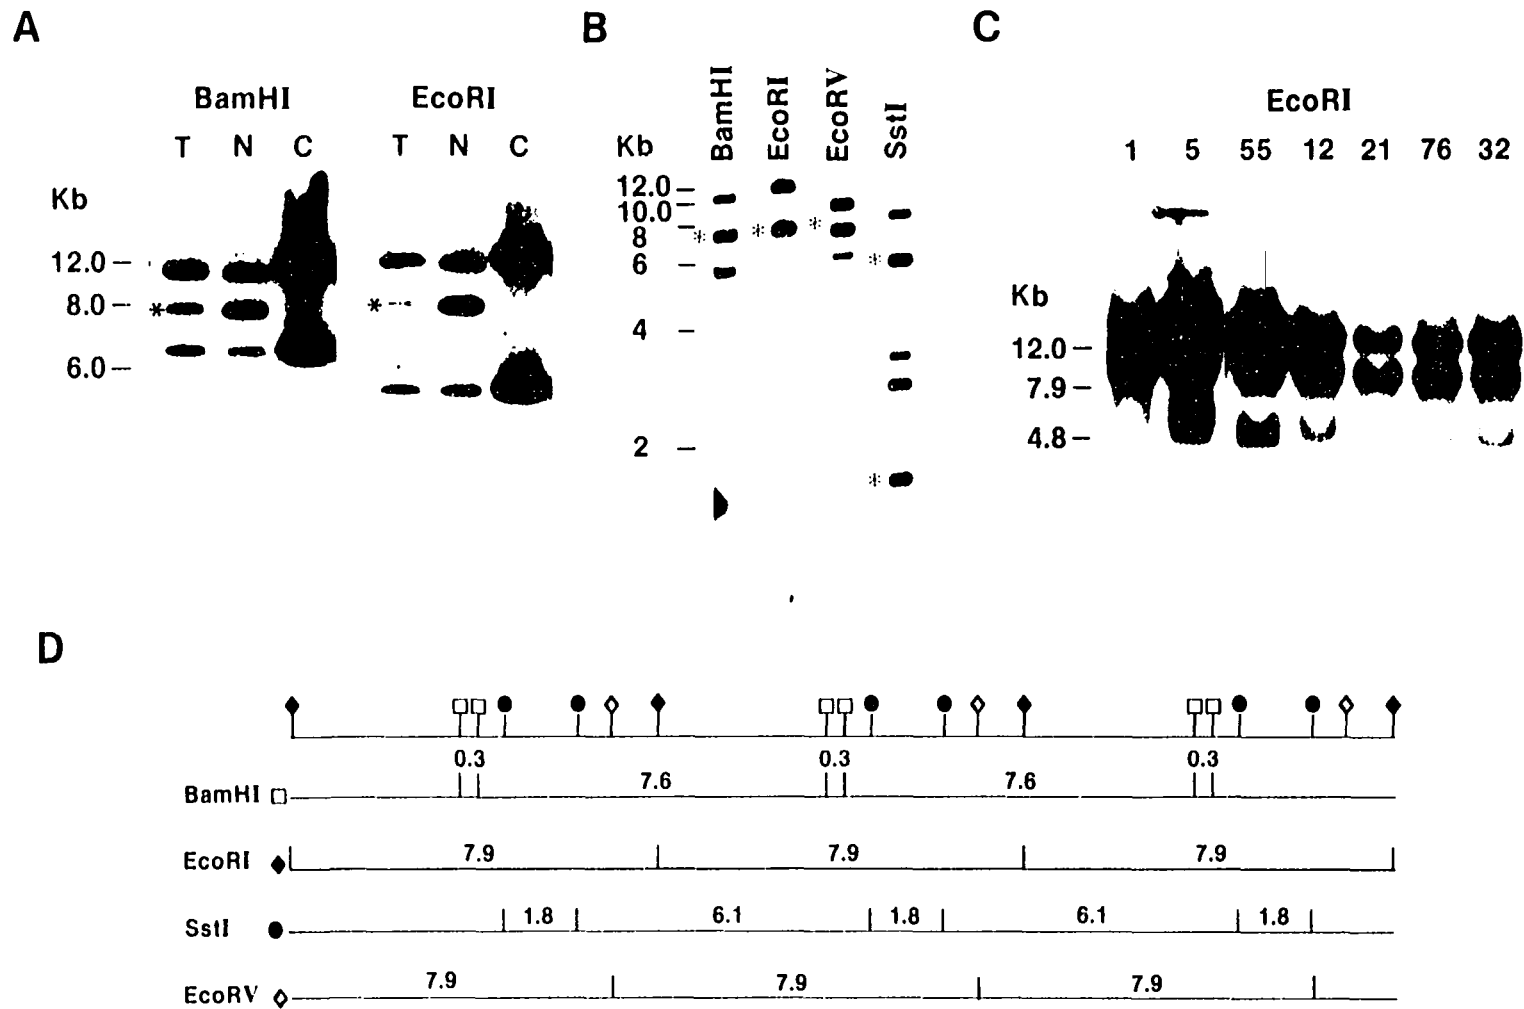 A
BamHI EcoRI
T N C T N C
Kb
12.0
* 8.0 *
6.0
B
Kb BamHI EcoRI EcoRV SstI
12.0
10.0
8 * * *
6 *
4
2
*
C
EcoRI
1 5 55 12 21 76 32
Kb
12.0
7.9
4.8
D
0.3 0.3 0.3
BamHI 7.6 7.6
EcoRI 7.9 7.9 7.9
SstI 1.8 6.1 1.8 6.1 1.8
EcoRV 7.9 7.9 7.9